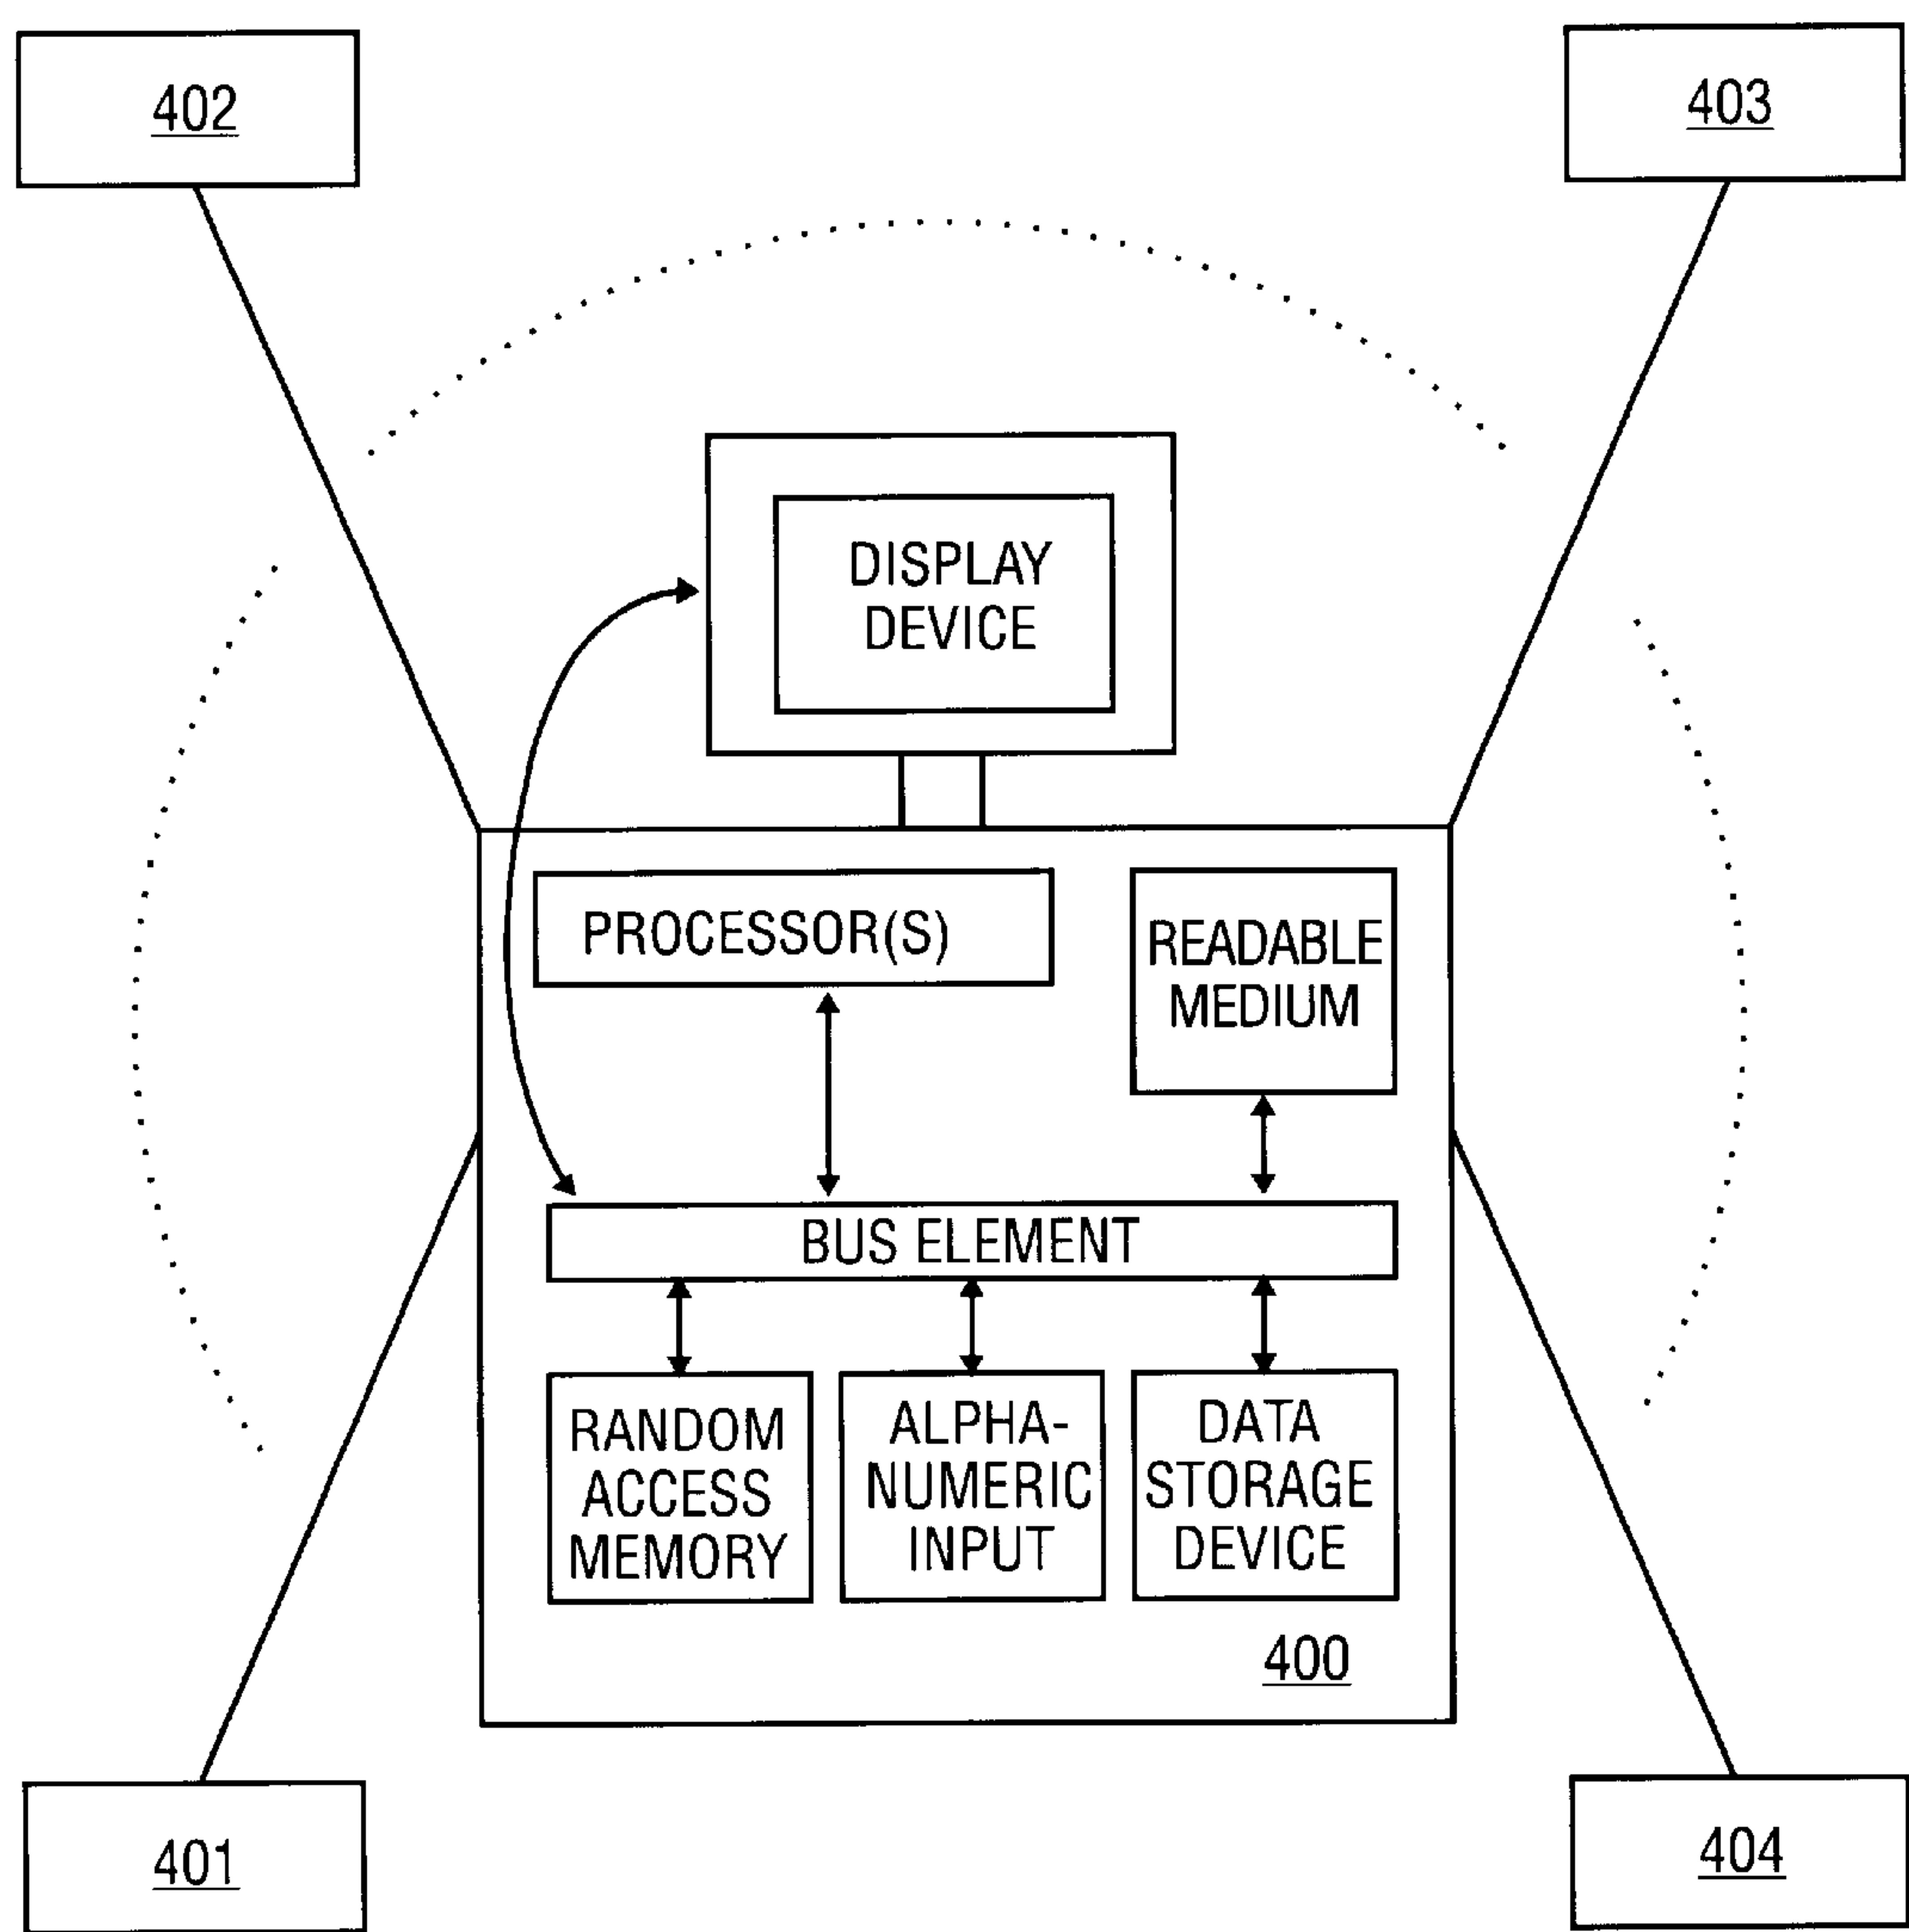 402
403
DISPLAY
DEVICE
PROCESSOR(S)
READABLE
MEDIUM
BUS ELEMENT
RANDOM
ACCESS
MEMORY
ALPHA-
NUMERIC
INPUT
DATA
STORAGE
DEVICE
400
401
404